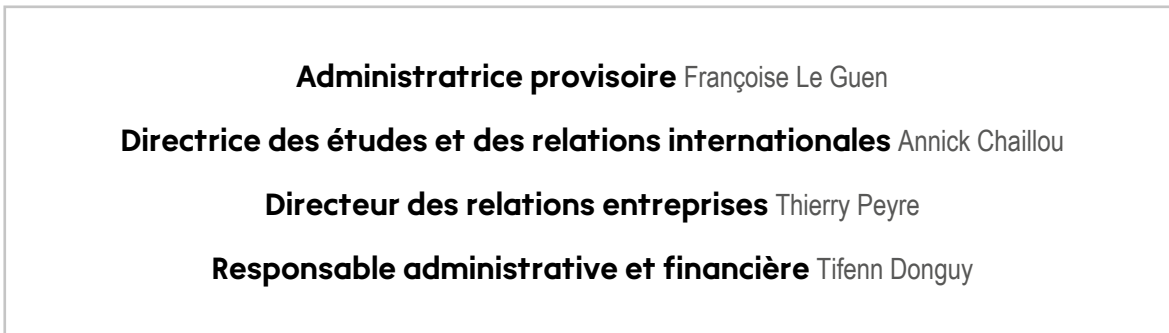 Administratrice provisoire Françoise Le Guen
Directrice des études et des relations internationales Annick Chaillou
Directeur des relations entreprises Thierry Peyre
Responsable administrative et financière Tifenn Donguy